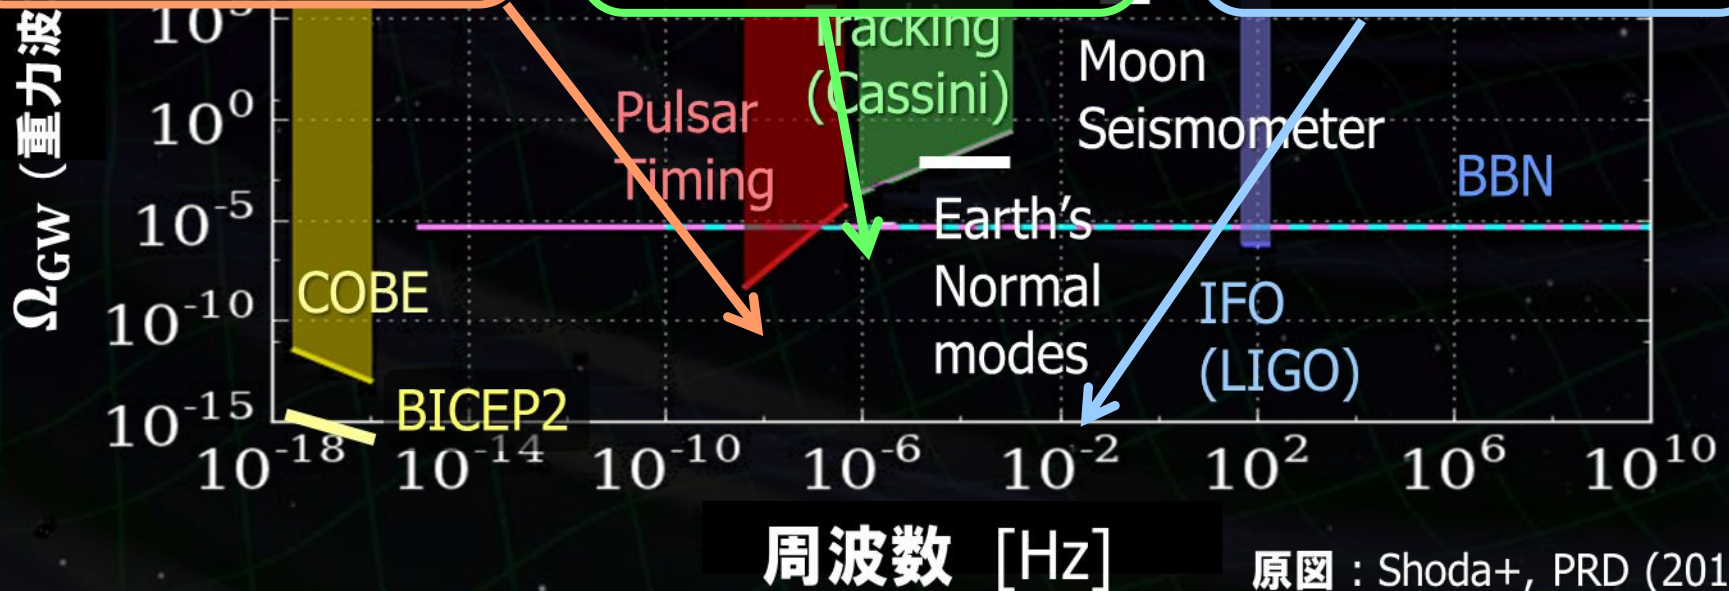 Ω_GW (重力波
10^0
10^-5
10^-10
10^-15
Tracking
(Cassini)
Moon
Seismometer
Pulsar
Timing
BBN
Earth's
Normal
modes
COBE
IFO
(LIGO)
BICEP2
10^-18 10^-14 10^-10 10^-6 10^-2 10^2 10^6 10^10
周波数 [Hz]
原図 : Shoda+, PRD (201